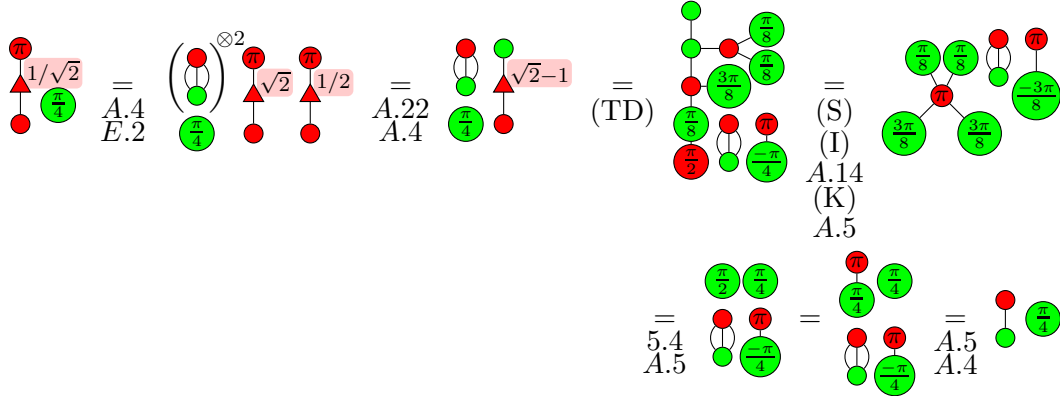 π
1/√2
π/4
=
A.4
E.2
( )⊗2
π/4
π
√2
π
1/2
=
A.22
A.4
π/4
√2−1
=
(TD)
π/8
π/8
3π/8
π/8
π
π/2
−π/4
=
(S)
(I)
A.14
(K)
A.5
π/8 π/8
π
3π/8 3π/8
π
−3π/8
=
5.4
A.5
π/2 π/4
π
−π/4
=
π
π/4
π/4
π
−π/4
=
A.5
A.4
π/4